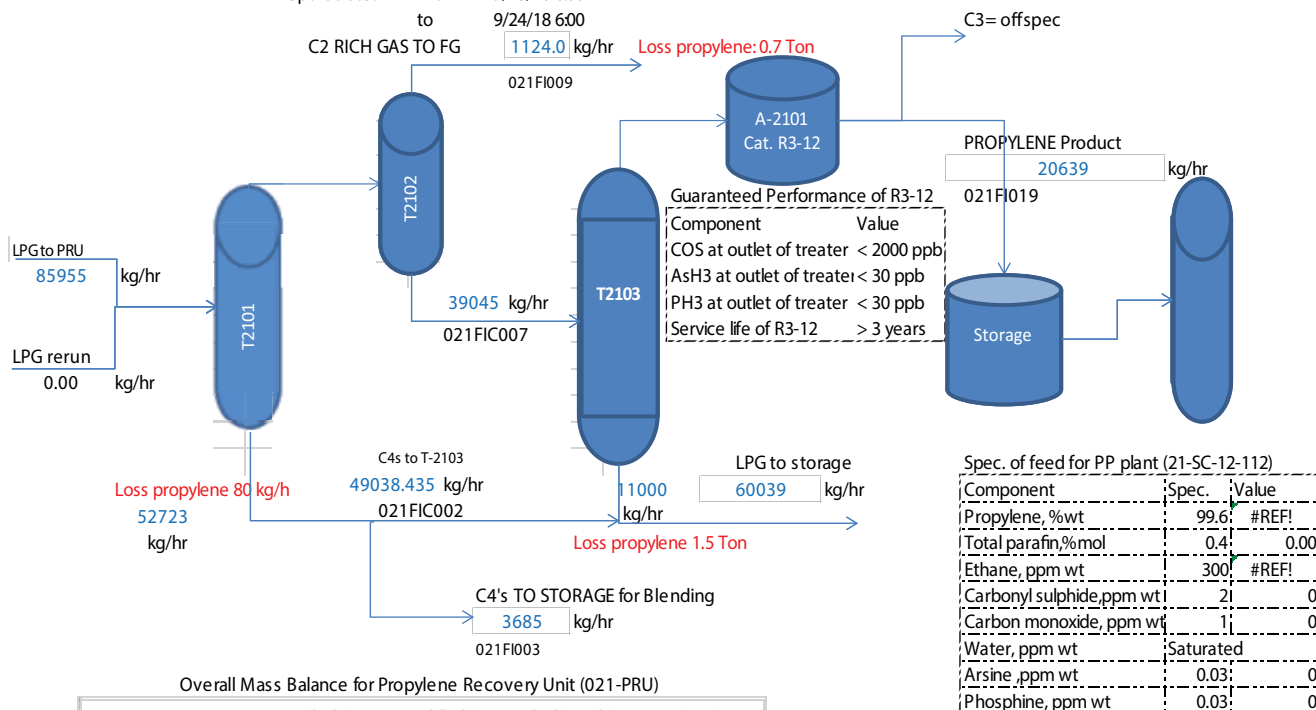 to 9/24/18 6:00
C3= offspec
C2 RICH GAS TO FG 1124.0 kg/hr Loss propylene: 0.7 Ton
021FI009
A-2101
Cat. R3-12
PROPYLENE Product
20639 kg/hr
021FI019
T2102
Guaranteed Performance of R3-12
Component Value
COS at outlet of treater < 2000 ppb
AsH3 at outlet of treater < 30 ppb
PH3 at outlet of treater < 30 ppb
Service life of R3-12 > 3 years
LPG to PRU
85955 kg/hr
T2101
39045 kg/hr
021FIC007
T2103
Storage
LPG rerun
0.00 kg/hr
Loss propylene 80 kg/h
52723
kg/hr
C4s to T-2103
49038.435 kg/hr
021FIC002
11000
kg/hr
LPG to storage
60039 kg/hr
Loss propylene 1.5 Ton
C4's TO STORAGE for Blending
3685 kg/hr
021FI003
Spec. of feed for PP plant (21-SC-12-112)
Component Spec. Value
Propylene, %wt 99.6 #REF!
Total parafin,%mol 0.4 0.00
Ethane, ppm wt 300 #REF!
Carbonyl sulphide,ppm wt 2 0
Carbon monoxide, ppm wt 1 0
Water, ppm wt Saturated
Arsine ,ppm wt 0.03 0
Phosphine, ppm wt 0.03 0
Overall Mass Balance for Propylene Recovery Unit (021-PRU)